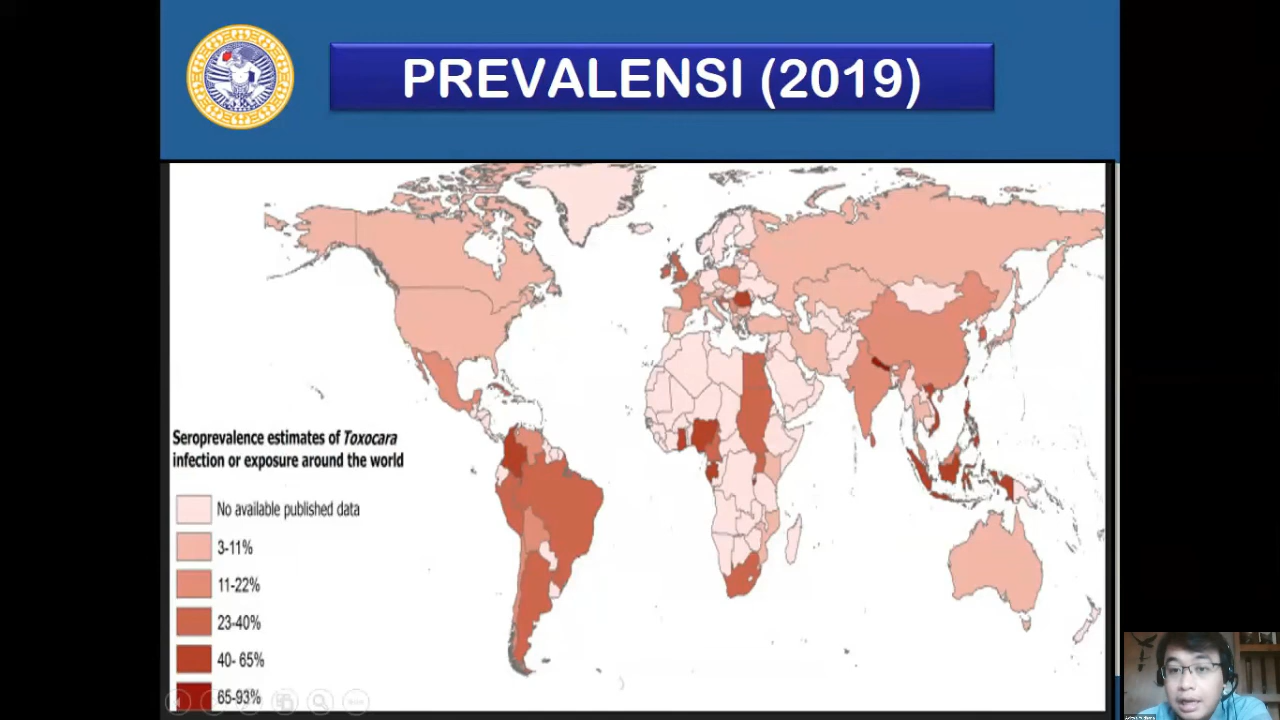 PREVALENSI (2019)
Seroprevalence estimates of Toxocara
infection or exposure around the world
No available published data
3-11%
11-22%
23-40%
40- 65%
65-93%